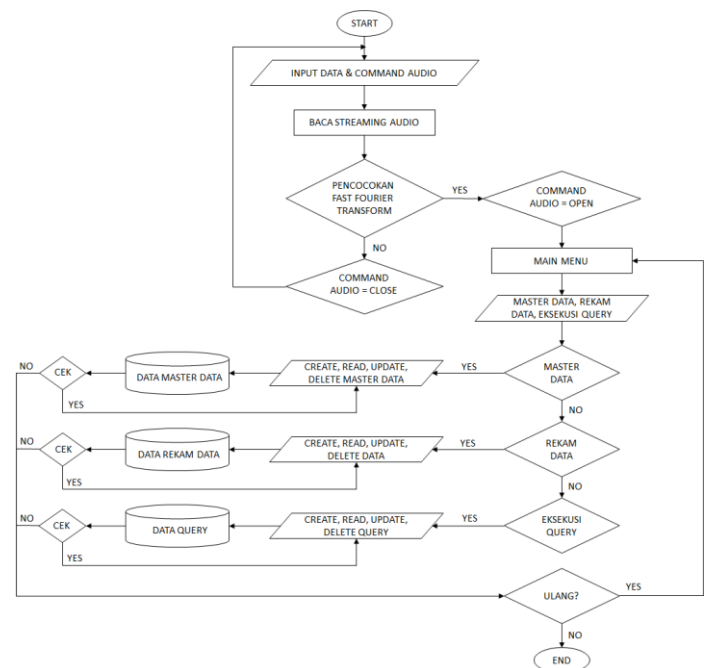 START
INPUT DATA & COMMAND AUDIO
BACA STREAMING AUDIO
PENCOCOKAN
FAST FOURIER
TRANSFORM
YES
COMMAND
AUDIO = OPEN
NO
COMMAND
AUDIO = CLOSE
MAIN MENU
MASTER DATA, REKAM
DATA, EKSEKUSI QUERY
MASTER
DATA
YES
CREATE, READ, UPDATE,
DELETE MASTER DATA
DATA MASTER DATA
CEK
NO
YES
NO
REKAM
DATA
YES
CREATE, READ, UPDATE,
DELETE DATA
DATA REKAM DATA
CEK
NO
YES
NO
EKSEKUSI
QUERY
YES
CREATE, READ, UPDATE,
DELETE QUERY
DATA QUERY
CEK
NO
YES
ULANG?
YES
NO
END